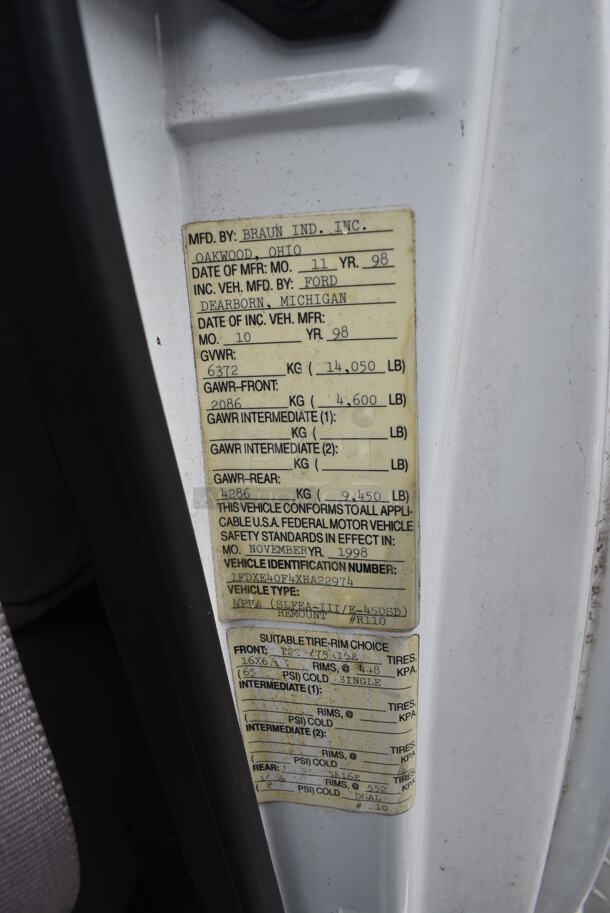 MFD. BY: BRAUN IND. INC.
OAKWOOD, OHIO
DATE OF MFR: MO. 11 YR. 98
INC. VEH. MFD. BY: FORD
DEARBORN, MICHIGAN
DATE OF INC. VEH. MFR:
MO. 10 YR. 98
GVWR:
6372 KG ( 14,050 LB)
GAWR-FRONT:
2086 KG ( 4,600 LB)
GAWR INTERMEDIATE (1):
KG ( LB)
GAWR INTERMEDIATE (2):
KG ( LB)
GAWR-REAR:
4286 KG ( 9,450 LB)
THIS VEHICLE CONFORMS TO ALL APPLI-
CABLE U.S.A. FEDERAL MOTOR VEHICLE
SAFETY STANDARDS IN EFFECT IN:
MO. NOVEMBER YR. 1998
VEHICLE IDENTIFICATION NUMBER:
1FDXE40F4XHA22974
VEHICLE TYPE:
(SLFEA-III/E-450SD)
REMOUNT #R110
SUITABLE TIRE-RIM CHOICE
FRONT: TIRES,
RIMS, @ 448 KPA.
(65 PSI) COLD SINGLE
INTERMEDIATE (1):
TIRES,
RIMS, @ KPA.
( PSI) COLD
INTERMEDIATE (2):
TIRES,
RIMS, @ KPA.
( PSI) COLD
REAR: TIRES,
RIMS, @ 552 KPA.
PSI) COLD DUAL